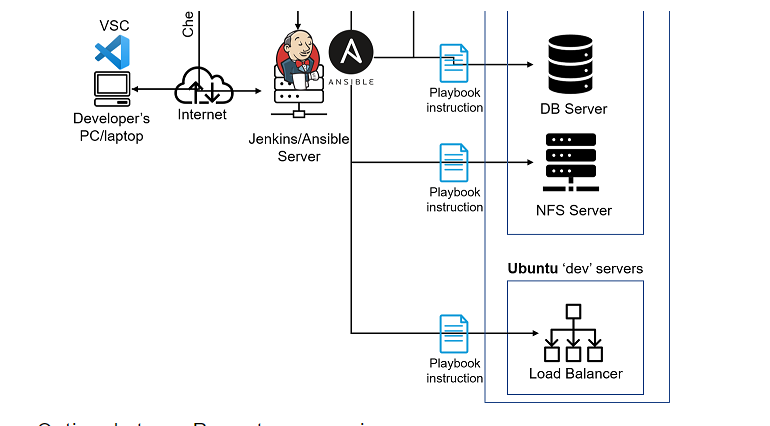 VSC
Che
ANSIBLE
Playbook
instruction
DB Server
Developer's
PC/laptop
Internet
Jenkins/Ansible
Server
Playbook
instruction
NFS Server
Ubuntu 'dev' servers
Playbook
instruction
Load Balancer